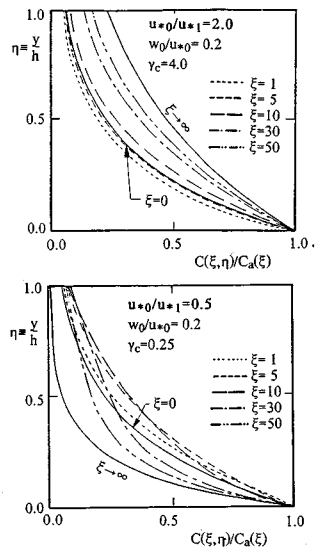 1.0
η≡ y/h
u*0/u*1=2.0
w0/u*0= 0.2
γc=4.0
ξ= 1
ξ= 5
ξ=10
ξ=30
ξ=50
ξ→∞
ξ=0
0.0
0.0
0.5
1.0
C(ξ,η)/Ca(ξ)
1.0
η≡ y/h
u*0/u*1=0.5
w0/u*0= 0.2
γc=0.25
ξ= 1
ξ= 5
ξ=10
ξ=30
ξ=50
0.5
ξ=0
ξ→∞
0.0
0.0
0.5
1.0
C(ξ,η)/Ca(ξ)